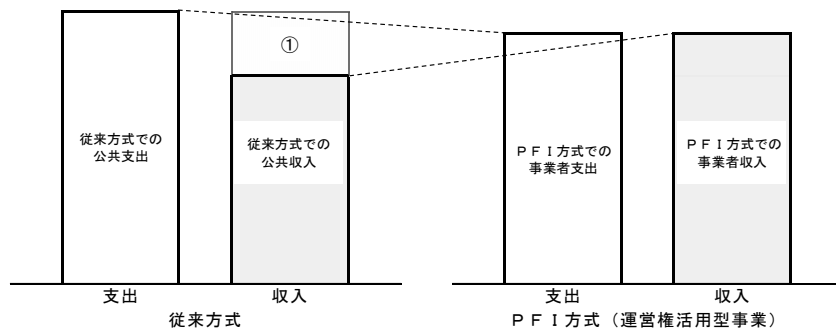 ①
従来方式での
公共支出
従来方式での
公共収入
ＰＦＩ方式での
事業者支出
ＰＦＩ方式での
事業者収入
支出
収入
支出
収入
従来方式
ＰＦＩ方式（運営権活用型事業）